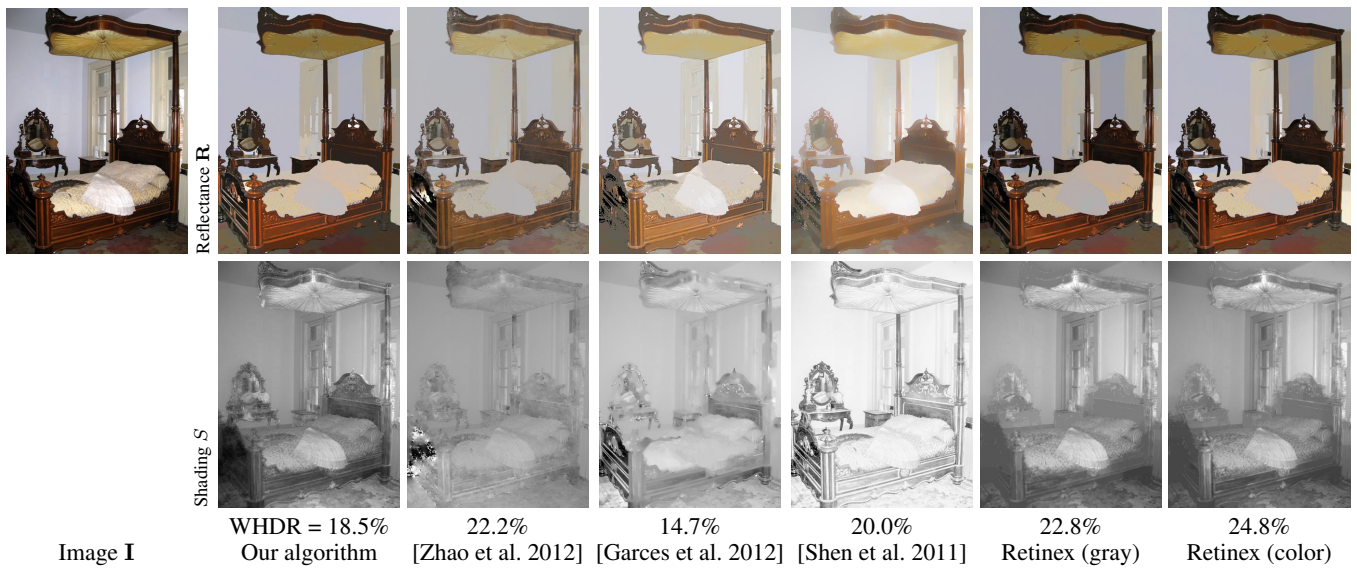 Reflectance R
Shading S
WHDR = 18.5% 22.2% 14.7% 20.0% 22.8% 24.8%
Image I Our algorithm [Zhao et al. 2012] [Garces et al. 2012] [Shen et al. 2011] Retinex (gray) Retinex (color)